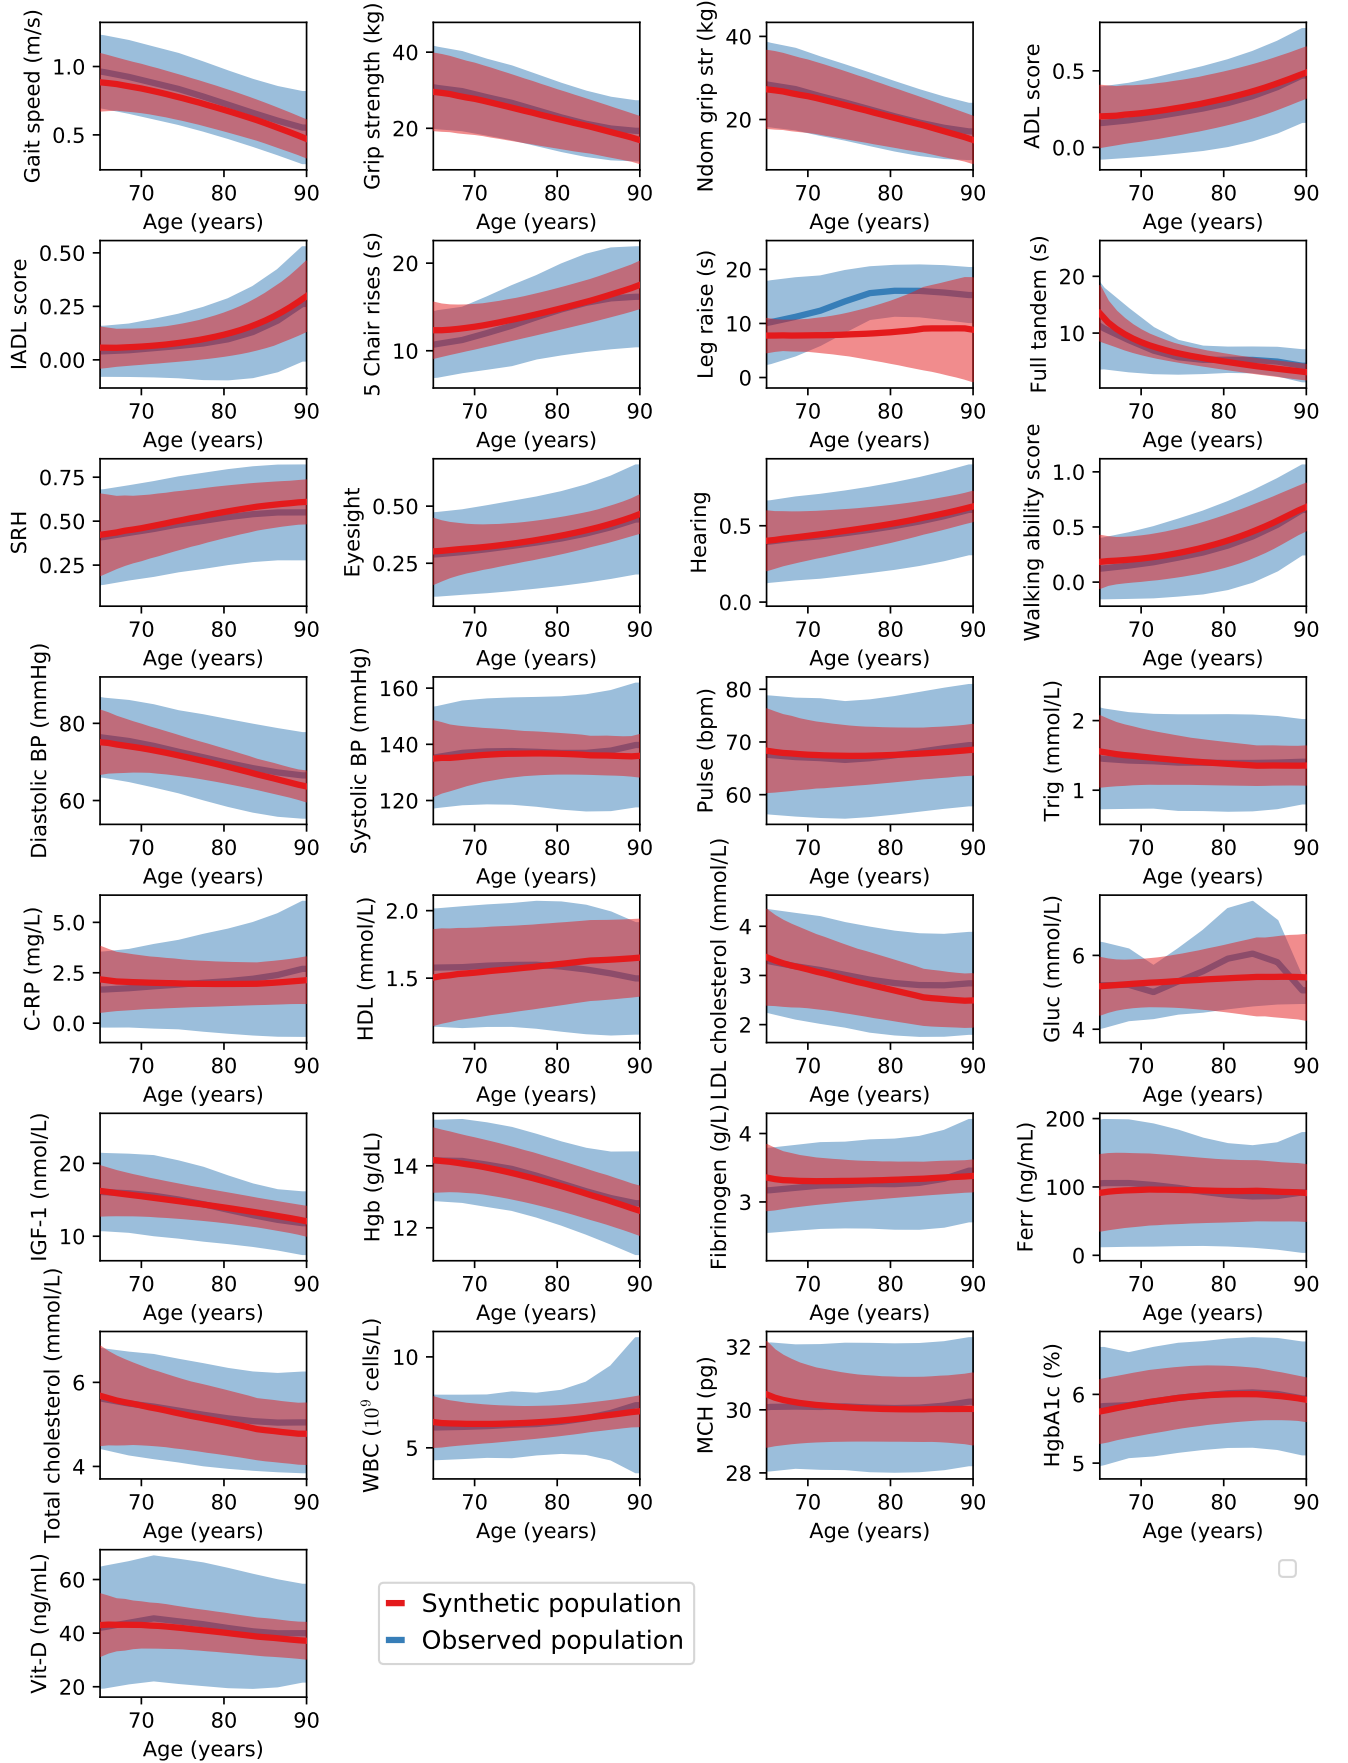 Gait speed (m/s)
1.0
0.5
70 80 90
Age (years)
Grip strength (kg)
40
20
70 80 90
Age (years)
Ndom grip str (kg)
40
20
70 80 90
Age (years)
ADL score
0.5
0.0
70 80 90
Age (years)
IADL score
0.50
0.25
0.00
70 80 90
Age (years)
5 Chair rises (s)
20
10
70 80 90
Age (years)
Leg raise (s)
20
10
0
70 80 90
Age (years)
Full tandem (s)
20
10
70 80 90
Age (years)
SRH
0.75
0.50
0.25
70 80 90
Age (years)
Eyesight
0.50
0.25
70 80 90
Age (years)
Hearing
0.5
0.0
70 80 90
Age (years)
Walking ability score
1.0
0.5
0.0
70 80 90
Age (years)
Diastolic BP (mmHg)
80
60
70 80 90
Age (years)
Systolic BP (mmHg)
160
140
120
70 80 90
Age (years)
Pulse (bpm)
80
70
60
70 80 90
Age (years)
Trig (mmol/L)
2
1
70 80 90
Age (years)
C-RP (mg/L)
5.0
2.5
0.0
70 80 90
Age (years)
HDL (mmol/L)
2.0
1.5
70 80 90
Age (years)
LDL cholesterol (mmol/L)
4
3
2
70 80 90
Age (years)
Gluc (mmol/L)
6
4
70 80 90
Age (years)
IGF-1 (nmol/L)
20
10
70 80 90
Age (years)
Hgb (g/dL)
14
12
70 80 90
Age (years)
Fibrinogen (g/L)
4
3
70 80 90
Age (years)
Ferr (ng/mL)
200
100
0
70 80 90
Age (years)
Total cholesterol (mmol/L)
6
4
70 80 90
Age (years)
WBC (10⁹ cells/L)
10
5
70 80 90
Age (years)
MCH (pg)
32
30
28
70 80 90
Age (years)
HgbA1c (%)
6
5
70 80 90
Age (years)
Vit-D (ng/mL)
60
40
20
70 80 90
Age (years)
Synthetic population
Observed population